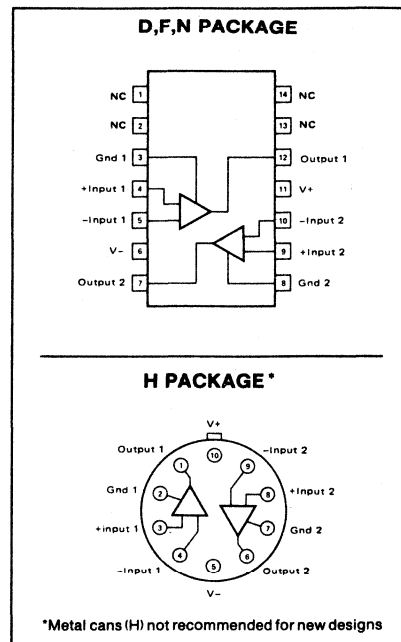 D,F,N PACKAGE
NC 1 14 NC
NC 2 13 NC
Gnd 1 3 12 Output 1
+Input 1 4 11 V+
–Input 1 5 10 –Input 2
V– 6 9 +Input 2
Output 2 7 8 Gnd 2
H PACKAGE*
V+
Output 1 1 10 9 –Input 2
Gnd 1 2 8 +Input 2
+input 1 3 7 Gnd 2
–Input 1 4 5 6 Output 2
V–
*Metal cans (H) not recommended for new designs